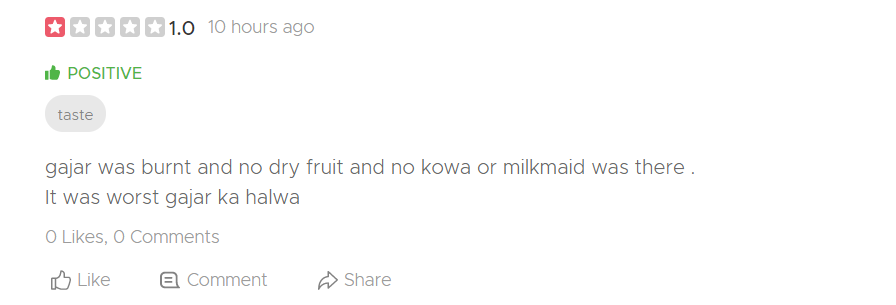 1.0 10 hours ago
POSITIVE
taste
gajar was burnt and no dry fruit and no kowa or milkmaid was there .
It was worst gajar ka halwa
0 Likes, 0 Comments
Like Comment Share